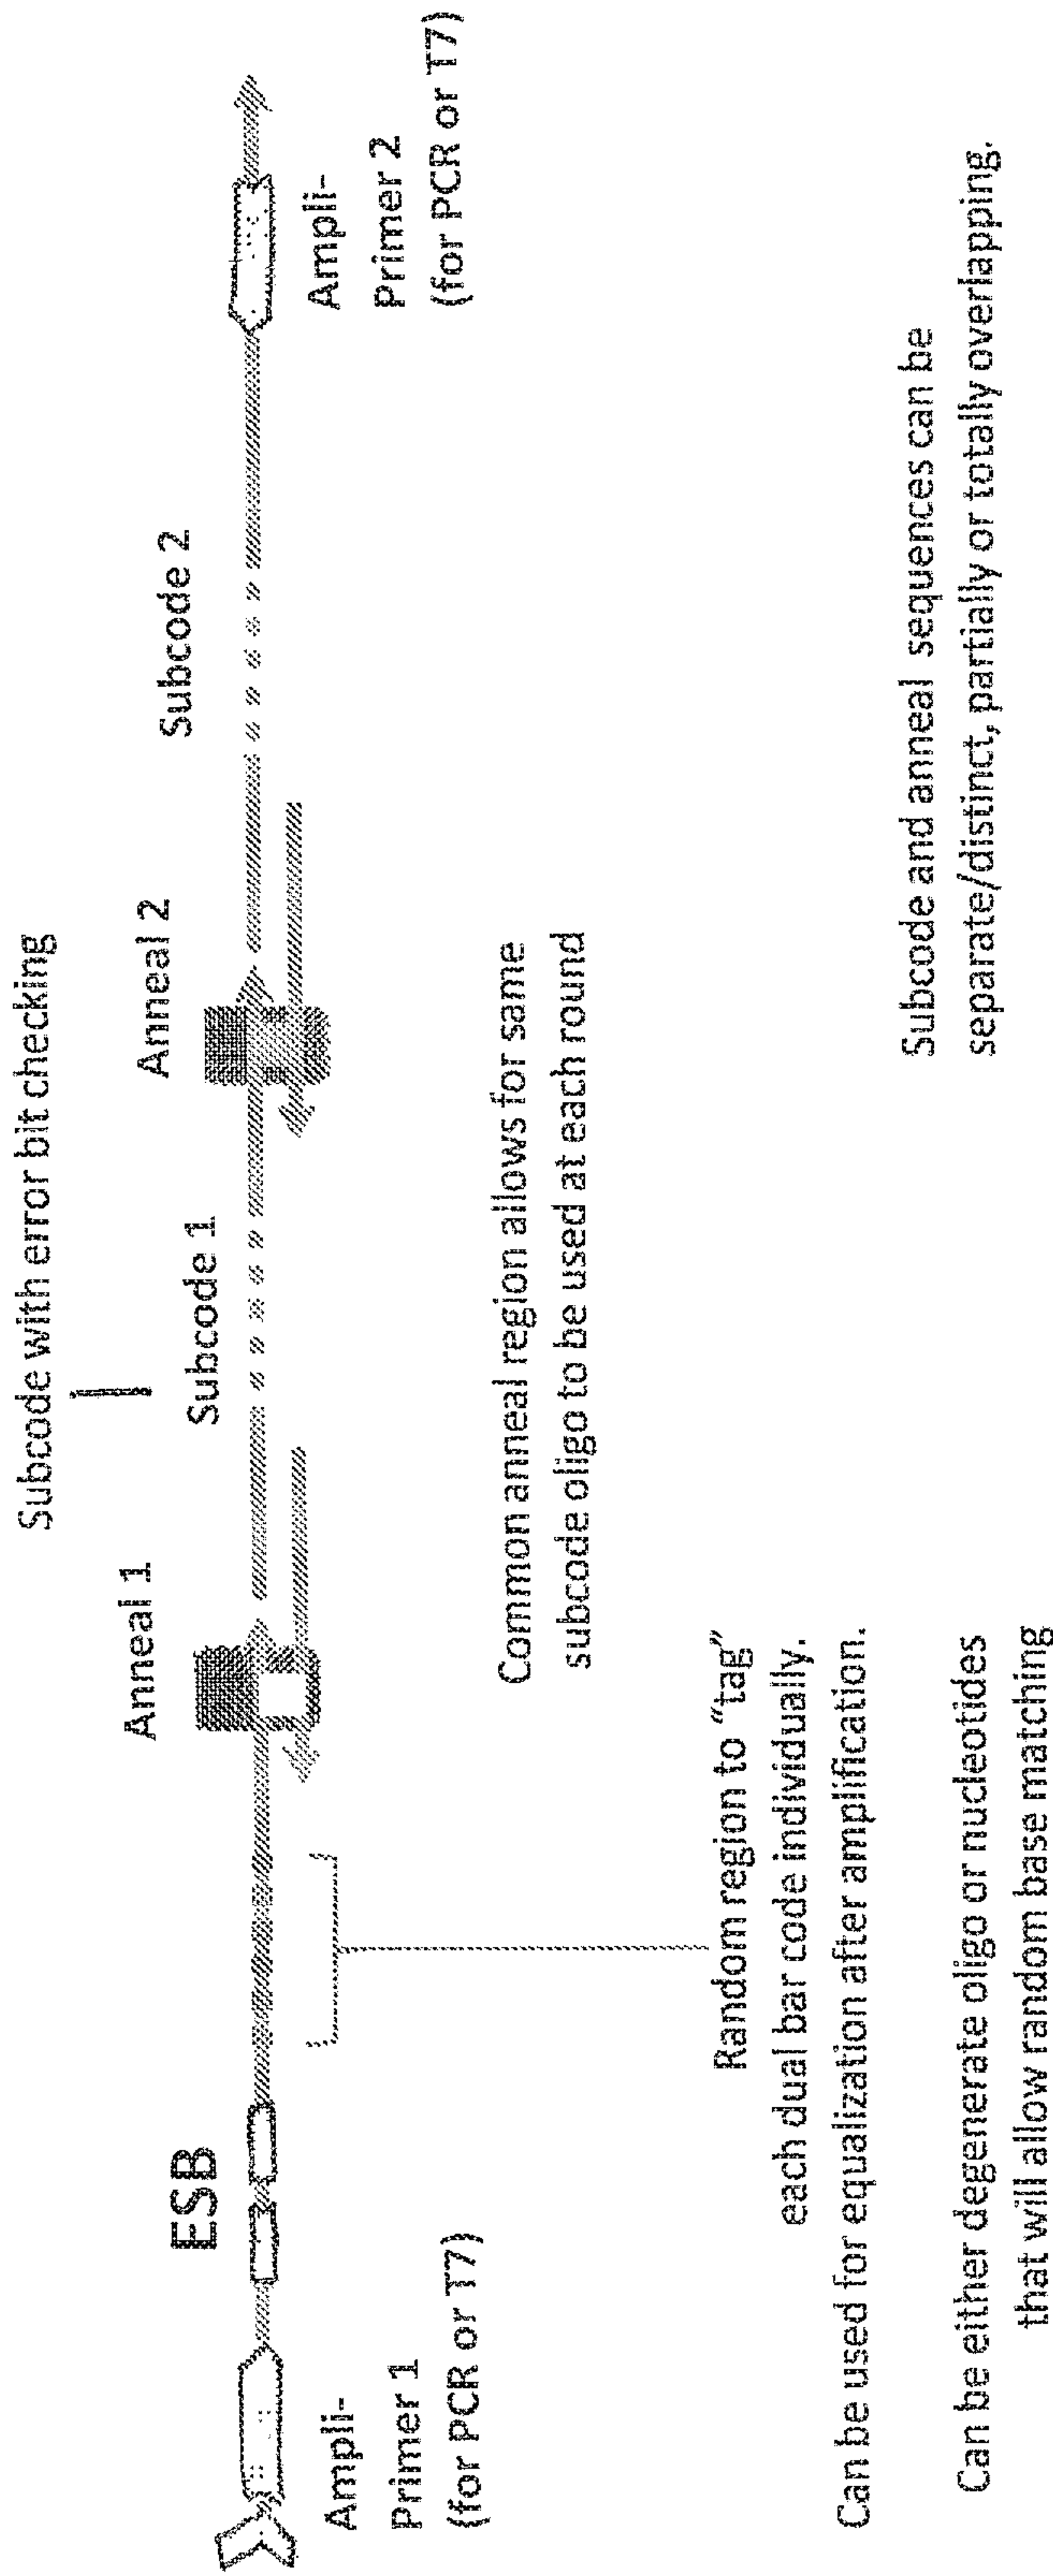 Subcode with error bit checking
Anneal 1
Subcode 1
Anneal 2
Subcode 2
ESB
Ampli-
Primer 1
(for PCR or T7)
Ampli-
Primer 2
(for PCR or T7)
Common anneal region allows for same
subcode oligo to be used at each round
Random region to “tag”
each dual bar code individually.
Can be used for equalization after amplification.
Can be either degenerate oligo or nucleotides
that will allow random base matching
Subcode and anneal sequences can be
separate/distinct, partially or totally overlapping.